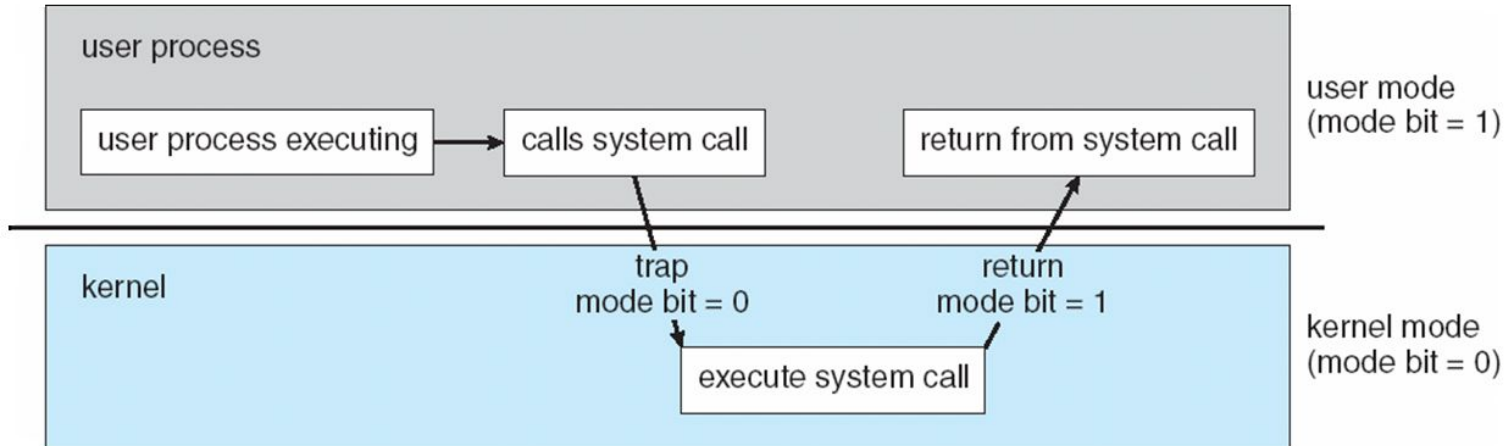 user process
user process executing
calls system call
return from system call
user mode
(mode bit = 1)
kernel
trap
mode bit = 0
return
mode bit = 1
execute system call
kernel mode
(mode bit = 0)